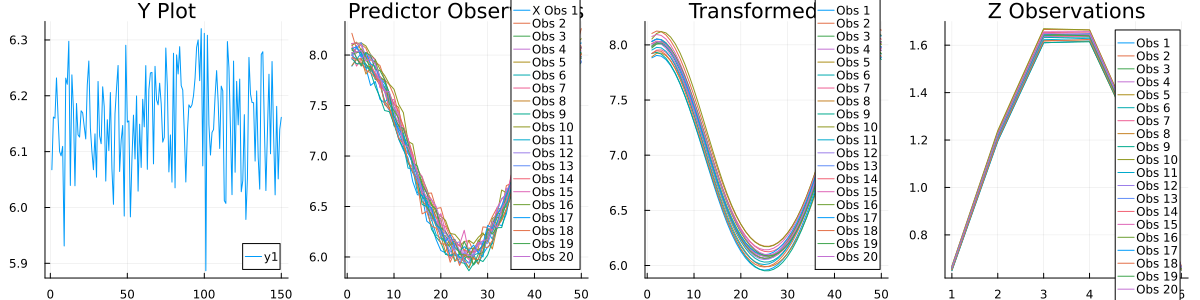 Y Plot
6.3
6.2
6.1
6.0
5.9
0
50
100
150
y1
Predictor Obser
8.0
7.5
7.0
6.5
6.0
0
10
20
30
40
50
X Obs 1
Obs 2
Obs 3
Obs 4
Obs 5
Obs 6
Obs 7
Obs 8
Obs 9
Obs 10
Obs 11
Obs 12
Obs 13
Obs 14
Obs 15
Obs 16
Obs 17
Obs 18
Obs 19
Obs 20
Transformed
8.0
7.5
7.0
6.5
6.0
0
10
20
30
40
50
Obs 1
Obs 2
Obs 3
Obs 4
Obs 5
Obs 6
Obs 7
Obs 8
Obs 9
Obs 10
Obs 11
Obs 12
Obs 13
Obs 14
Obs 15
Obs 16
Obs 17
Obs 18
Obs 19
Obs 20
Z Observations
1.6
1.4
1.2
1.0
0.8
1
2
3
4
Obs 1
Obs 2
Obs 3
Obs 4
Obs 5
Obs 6
Obs 7
Obs 8
Obs 9
Obs 10
Obs 11
Obs 12
Obs 13
Obs 14
Obs 15
Obs 16
Obs 17
Obs 18
Obs 19
Obs 20